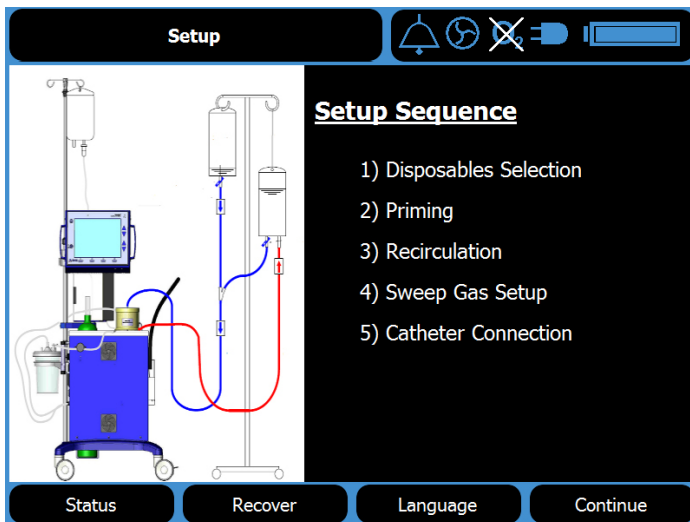 Setup
O₂
Setup Sequence
1) Disposables Selection
2) Priming
3) Recirculation
4) Sweep Gas Setup
5) Catheter Connection
Status
Recover
Language
Continue